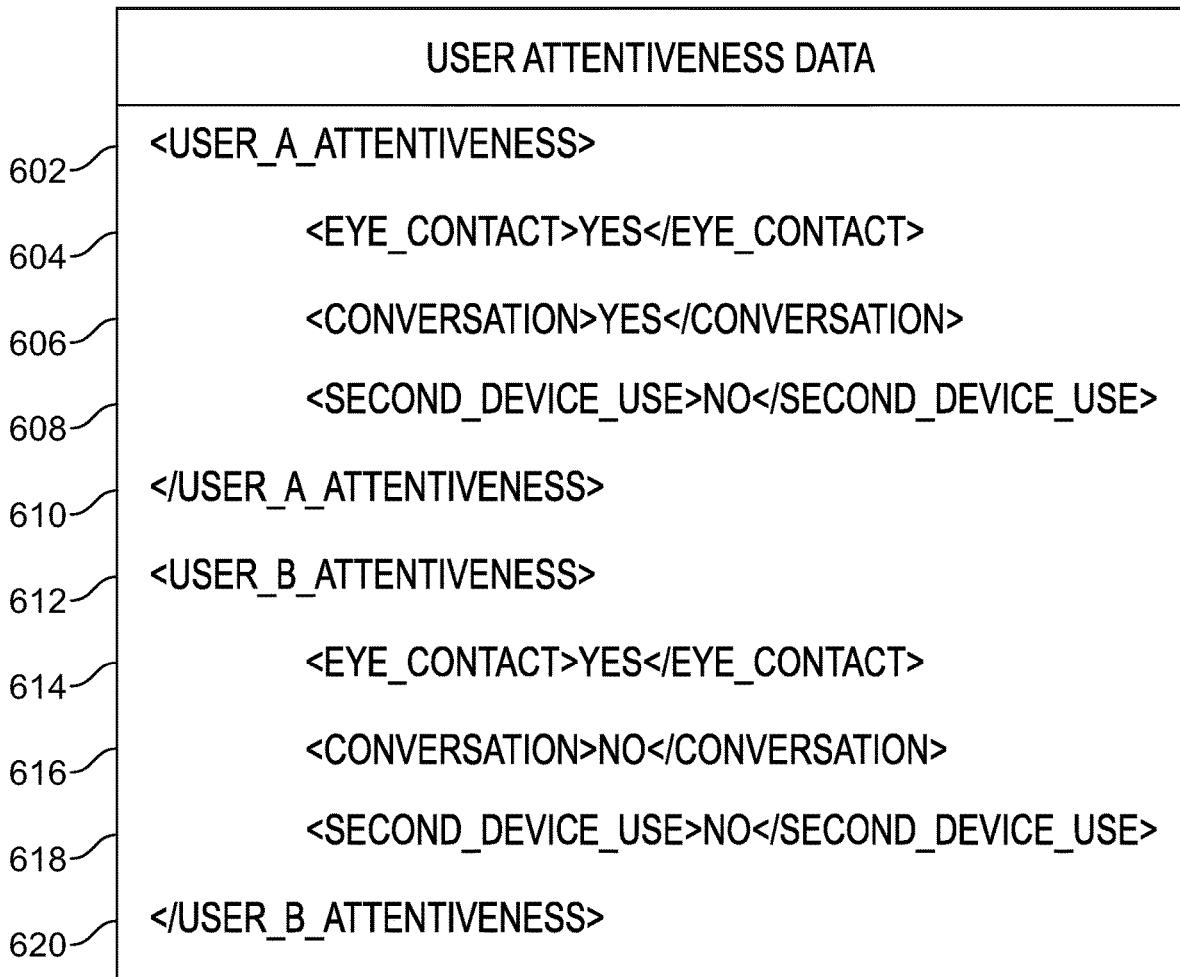 USER ATTENTIVENESS DATA
602 <USER_A_ATTENTIVENESS>
604 <EYE_CONTACT>YES</EYE_CONTACT>
606 <CONVERSATION>YES</CONVERSATION>
608 <SECOND_DEVICE_USE>NO</SECOND_DEVICE_USE>
610 </USER_A_ATTENTIVENESS>
612 <USER_B_ATTENTIVENESS>
614 <EYE_CONTACT>YES</EYE_CONTACT>
616 <CONVERSATION>NO</CONVERSATION>
618 <SECOND_DEVICE_USE>NO</SECOND_DEVICE_USE>
620 </USER_B_ATTENTIVENESS>